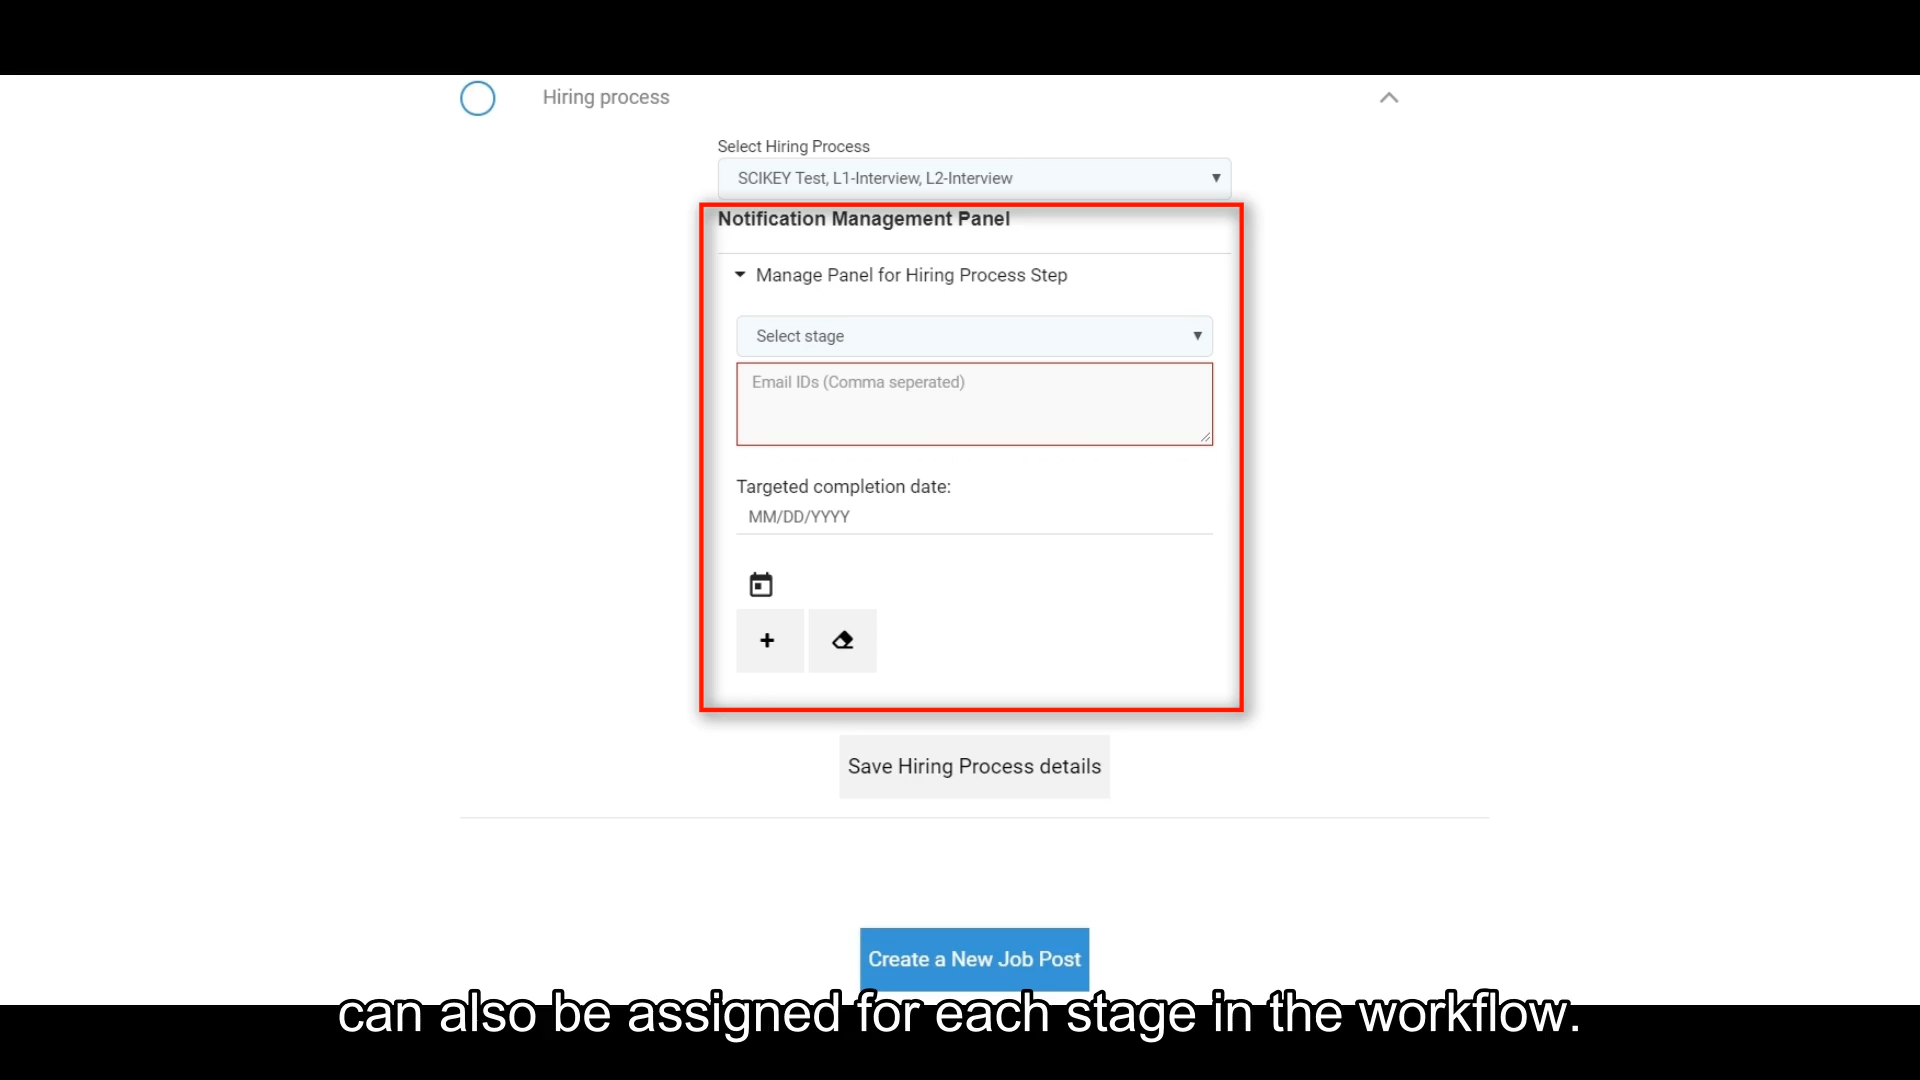 Hiring process
Select Hiring Process
SCIKEY Test, L1-Interview, L2-Interview
Notification Management Panel
Manage Panel for Hiring Process Step
Select stage
Email IDs (Comma seperated)
Targeted completion date:
MM/DD/YYYY
Save Hiring Process details
Create a New Job Post
can also be assigned for each stage in the workflow.